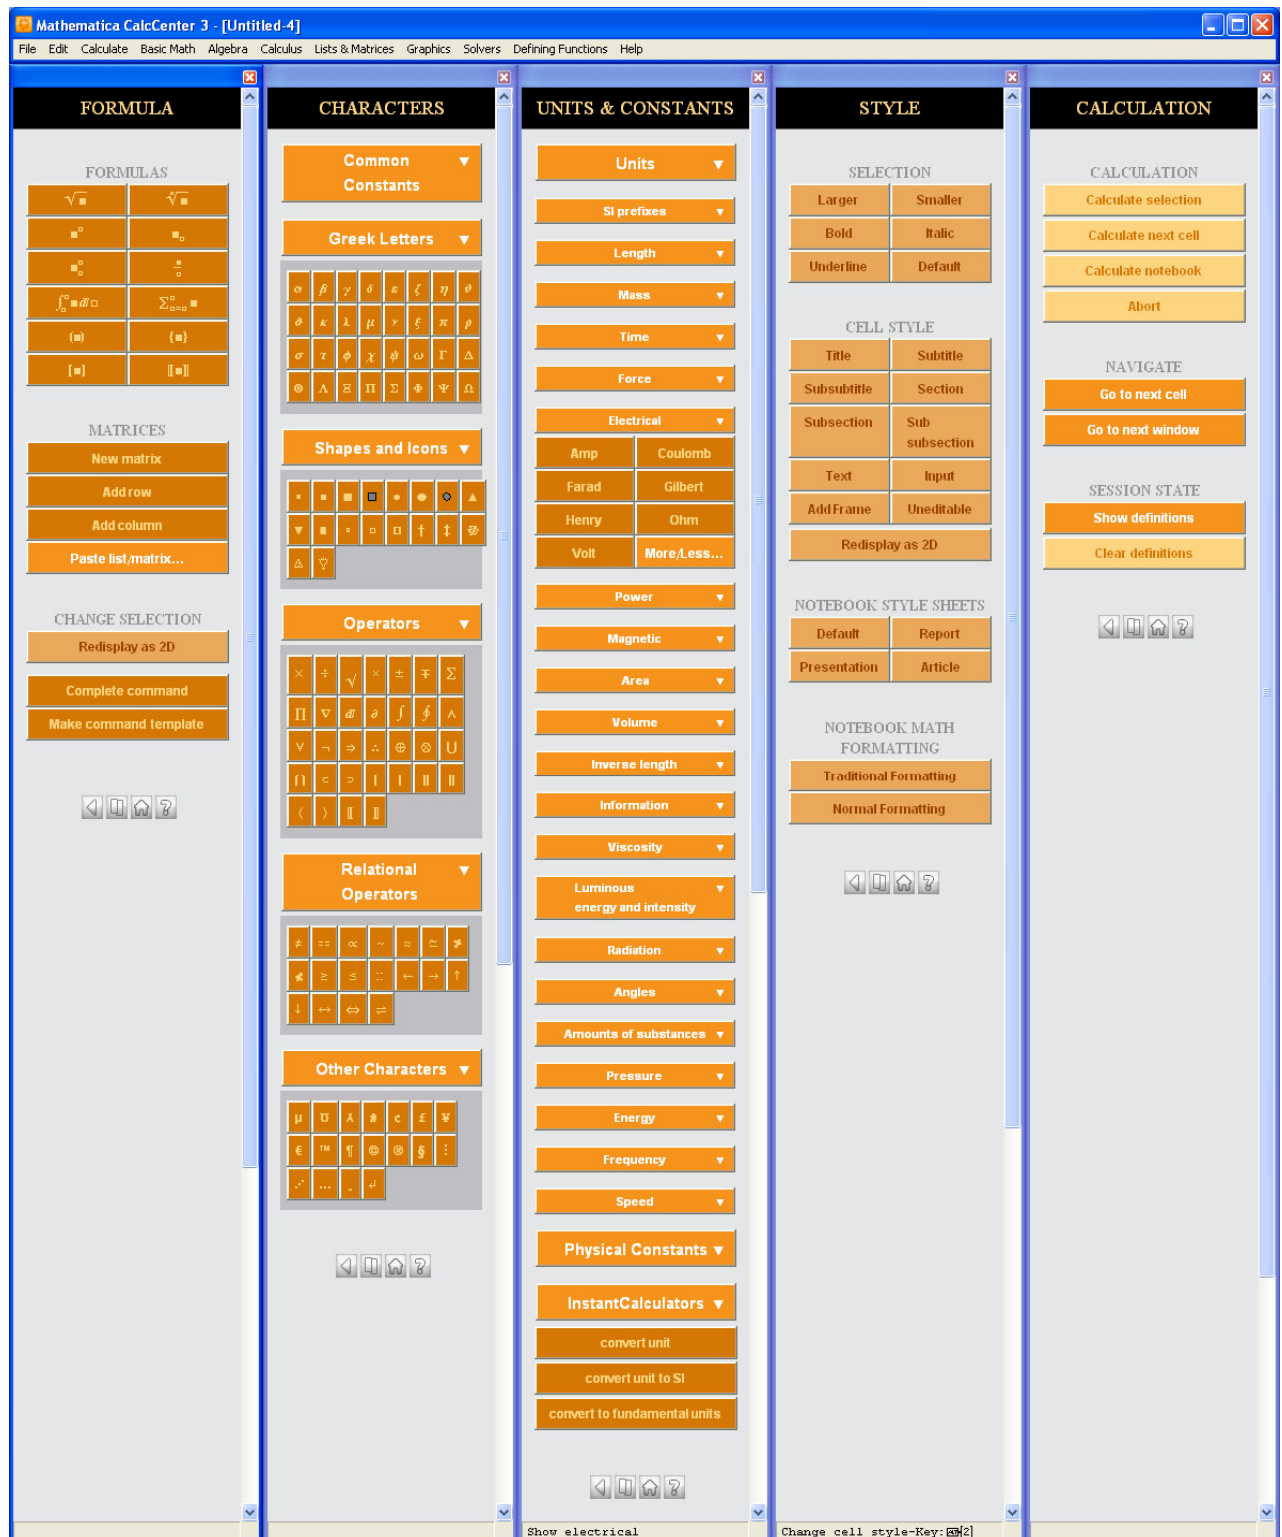 Mathematica CalcCenter 3 - [Untitled-4]
File Edit Calculate Basic Math Algebra Calculus Lists & Matrices Graphics Solvers Defining Functions Help
FORMULA
FORMULAS
MATRICES
New matrix
Add row
Add column
Paste list/matrix...
CHANGE SELECTION
Redisplay as 2D
Complete command
Make command template
CHARACTERS
Common
Constants
Greek Letters
α β γ δ ε ζ η θ
ϑ κ λ μ ν ξ π ρ
σ τ ϕ χ ψ ω Γ Δ
Θ Λ Ξ Π Σ Φ Ψ Ω
Shapes and Icons
Operators
× ÷ √ × ± ∓ Σ
∏ ∇ ⅆ ∂ ∫ ∮ ∧
∨ ¬ ⇒ ∴ ⊕ ⊗ ∪
∩ ⊂ ⊃ | | ‖ ‖
〈 〉 〚 〛
Relational
Operators
≠ == ∝ ~ ≈ ≃ ≯
≮ ≥ ≤ ∷ ← → ↑
↓ ↔ ⇔ ⇌
Other Characters
µ ℧ Å ¢ £ ¥
€ ™ ¶ © ® § ⋮
⋰ … - ↵
UNITS & CONSTANTS
Units
SI prefixes
Length
Mass
Time
Force
Electrical
Amp Coulomb
Farad Gilbert
Henry Ohm
Volt More/Less...
Power
Magnetic
Area
Volume
Inverse length
Information
Viscosity
Luminous
energy and intensity
Radiation
Angles
Amounts of substances
Pressure
Energy
Frequency
Speed
Physical Constants
InstantCalculators
convert unit
convert unit to SI
convert to fundamental units
Show electrical
STYLE
SELECTION
Larger Smaller
Bold Italic
Underline Default
CELL STYLE
Title Subtitle
Subsubtitle Section
Subsection Sub
subsection
Text Input
Add Frame Uneditable
Redisplay as 2D
NOTEBOOK STYLE SHEETS
Default Report
Presentation Article
NOTEBOOK MATH
FORMATTING
Traditional Formatting
Normal Formatting
Change cell style-Key: Alt 2
CALCULATION
CALCULATION
Calculate selection
Calculate next cell
Calculate notebook
Abort
NAVIGATE
Go to next cell
Go to next window
SESSION STATE
Show definitions
Clear definitions